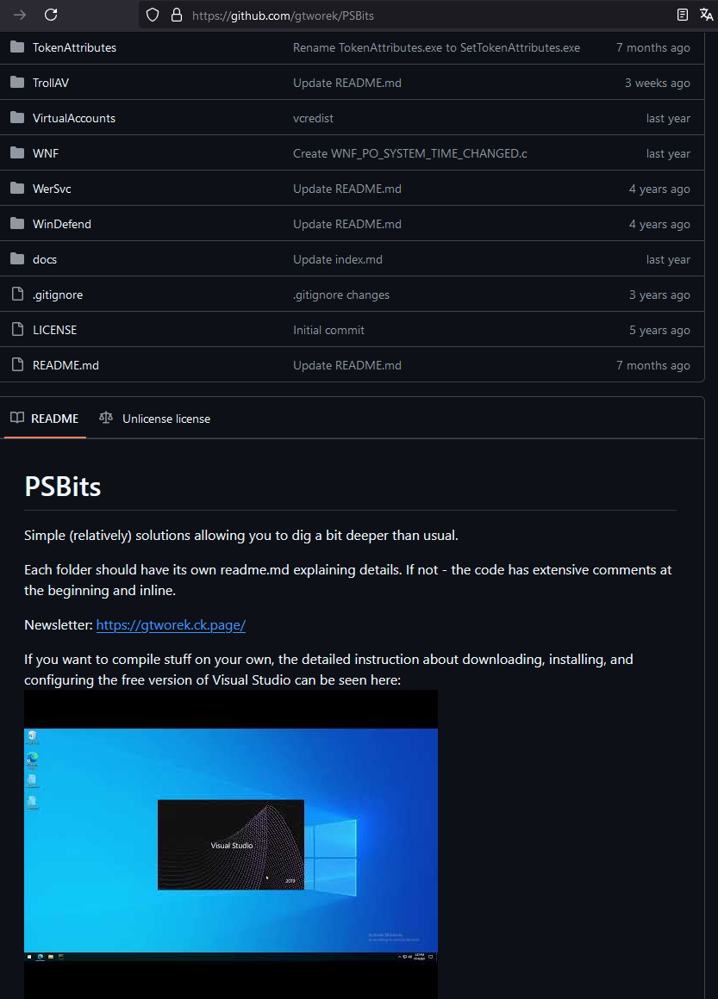 https://github.com/gtworek/PSBits
TokenAttributes Rename TokenAttributes.exe to SetTokenAttributes.exe 7 months ago
TrollAV Update README.md 3 weeks ago
VirtualAccounts vcredist last year
WNF Create WNF_PO_SYSTEM_TIME_CHANGED.c last year
WerSvc Update README.md 4 years ago
WinDefend Update README.md 4 years ago
docs Update index.md last year
.gitignore .gitignore changes 3 years ago
LICENSE Initial commit 5 years ago
README.md Update README.md 7 months ago
README Unlicense license
PSBits
Simple (relatively) solutions allowing you to dig a bit deeper than usual.
Each folder should have its own readme.md explaining details. If not - the code has extensive comments at
the beginning and inline.
Newsletter: https://gtworek.ck.page/
If you want to compile stuff on your own, the detailed instruction about downloading, installing, and
configuring the free version of Visual Studio can be seen here:
Visual Studio
2019
Activate Windows